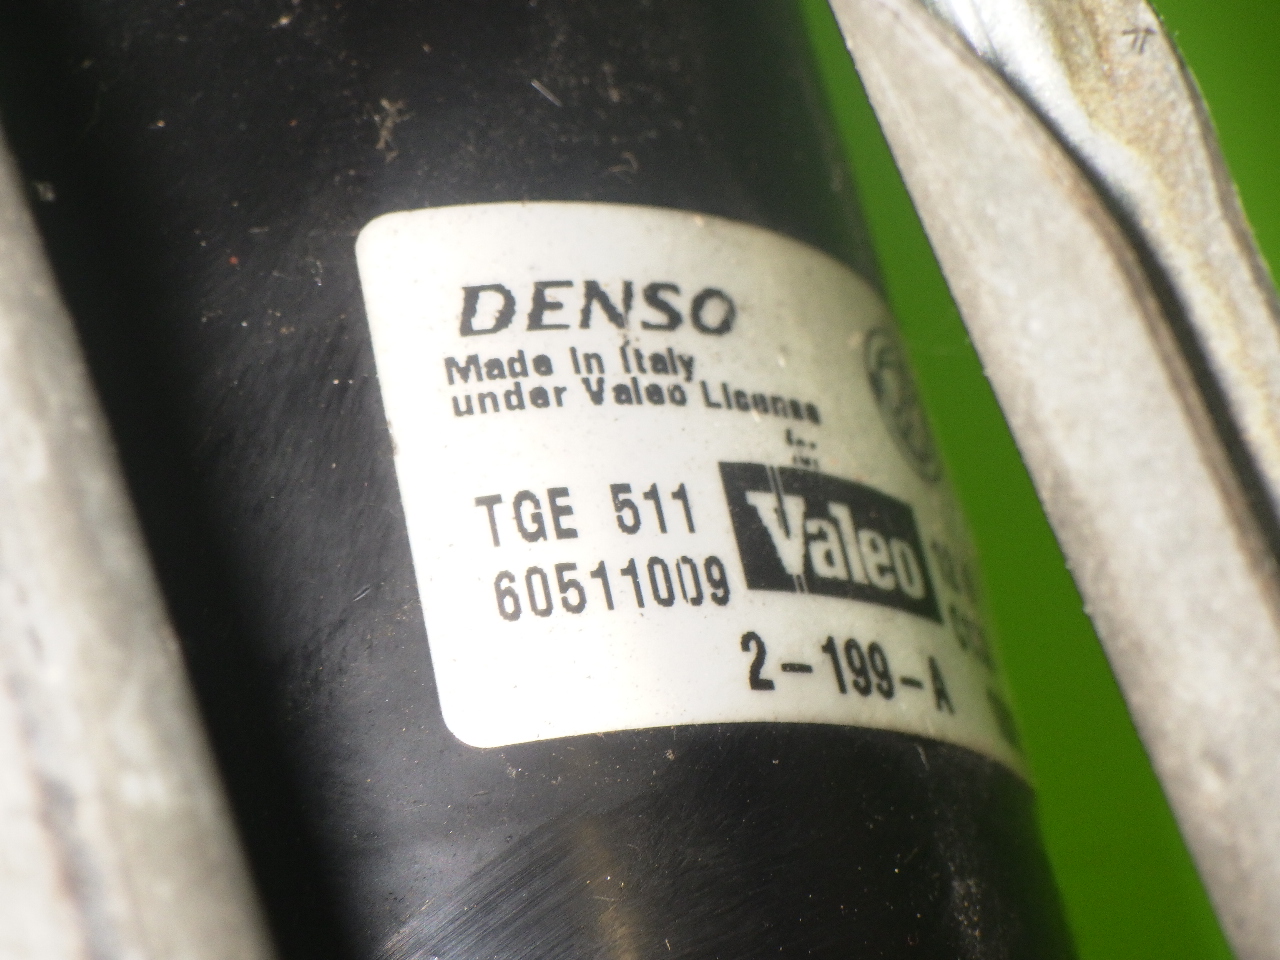 DENSO
Made In Italy
under Valeo License
TGE 511
Valeo
60511009
2-199-A